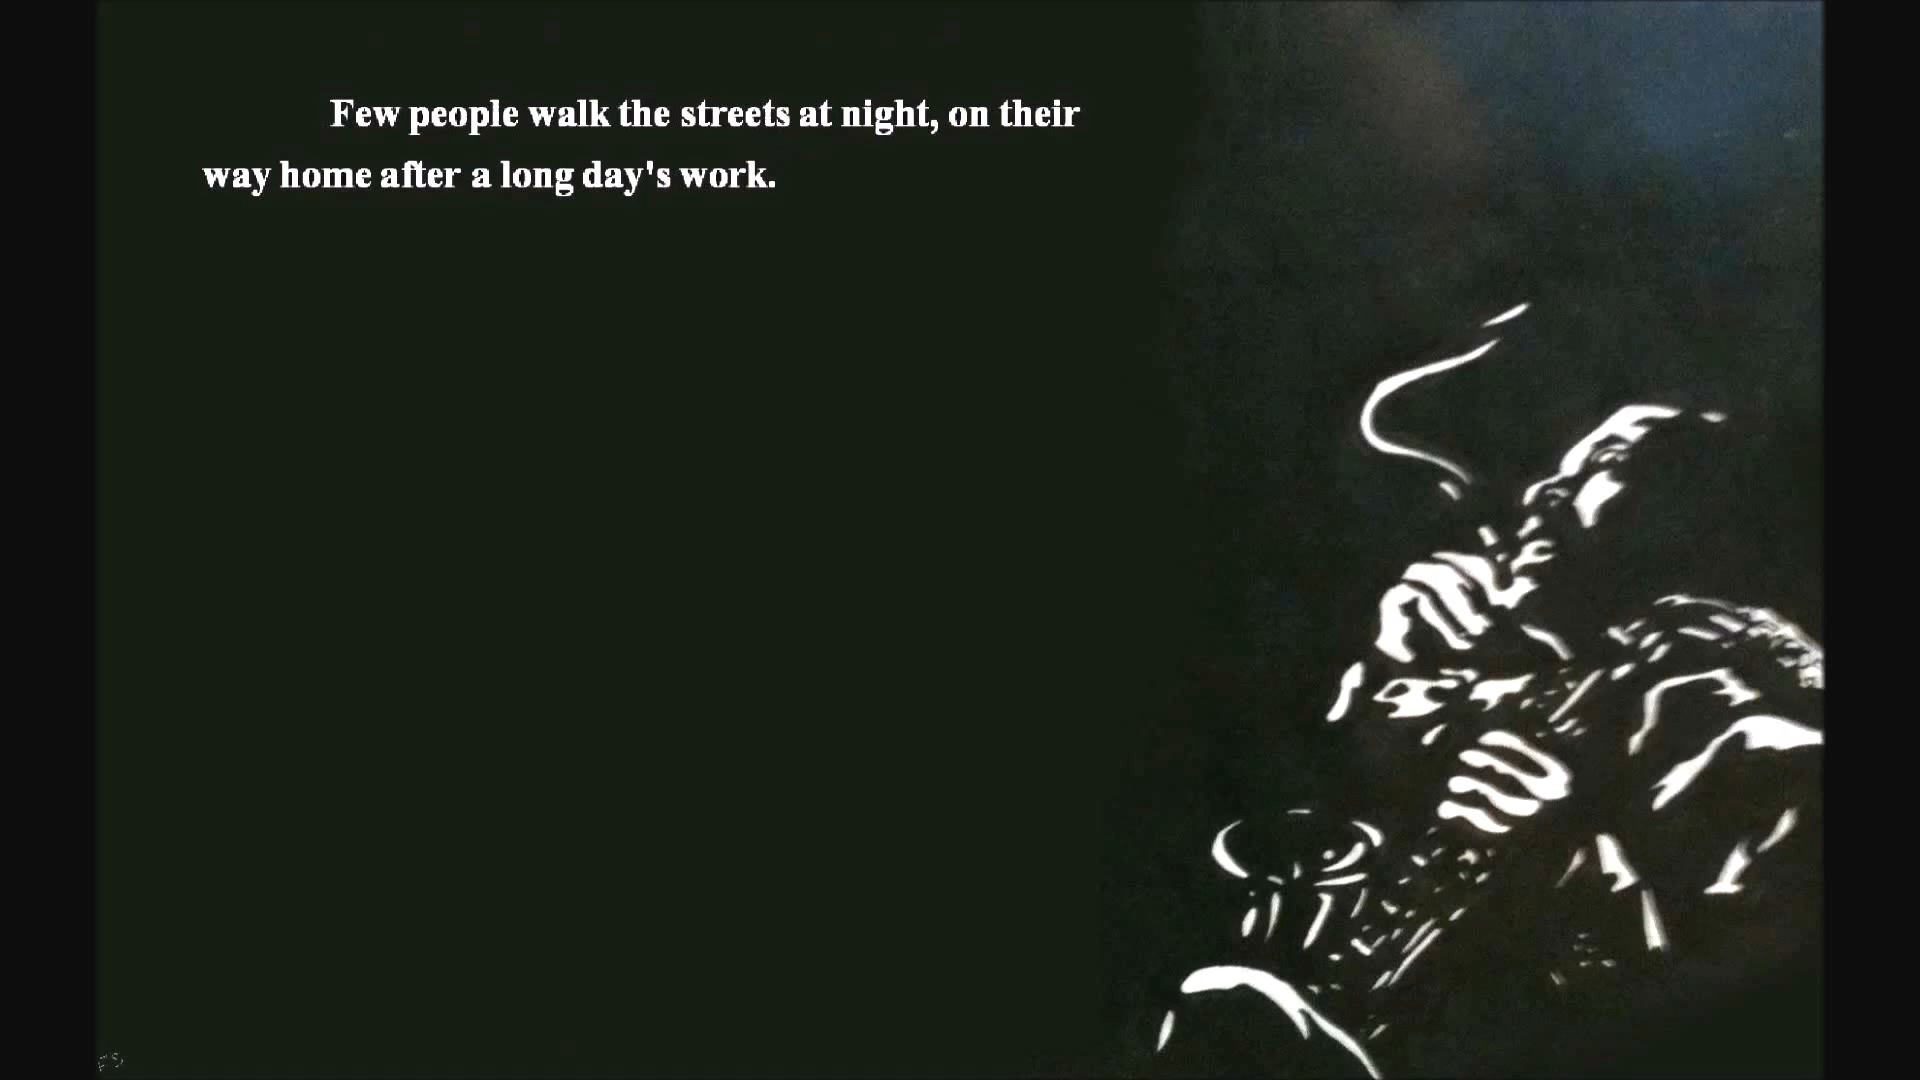 Few people walk the streets at night, on their
way home after a long day's work.